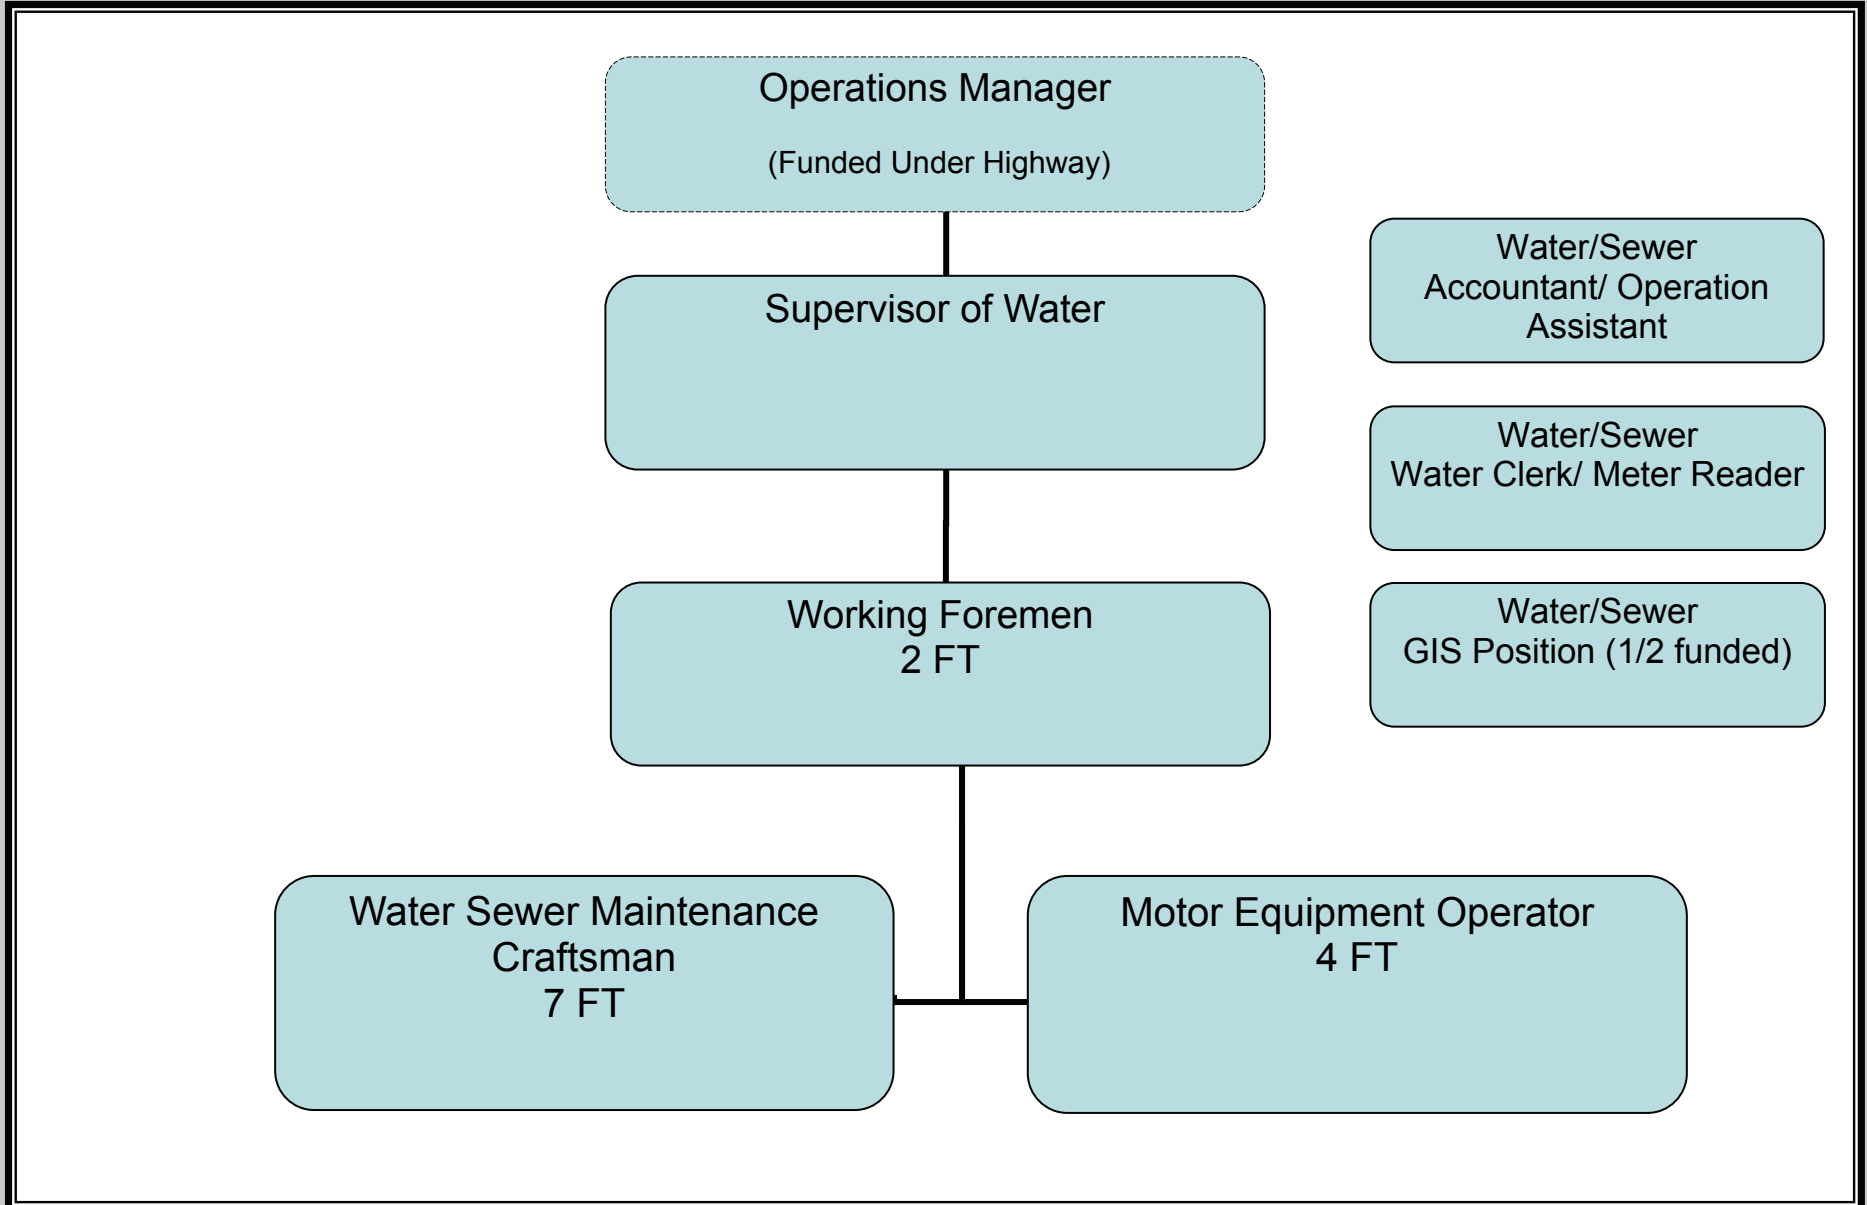 Operations Manager
(Funded Under Highway)
Supervisor of Water
Water/Sewer
Accountant/ Operation
Assistant
Water/Sewer
Water Clerk/ Meter Reader
Working Foremen
2 FT
Water/Sewer
GIS Position (1/2 funded)
Water Sewer Maintenance
Craftsman
7 FT
Motor Equipment Operator
4 FT